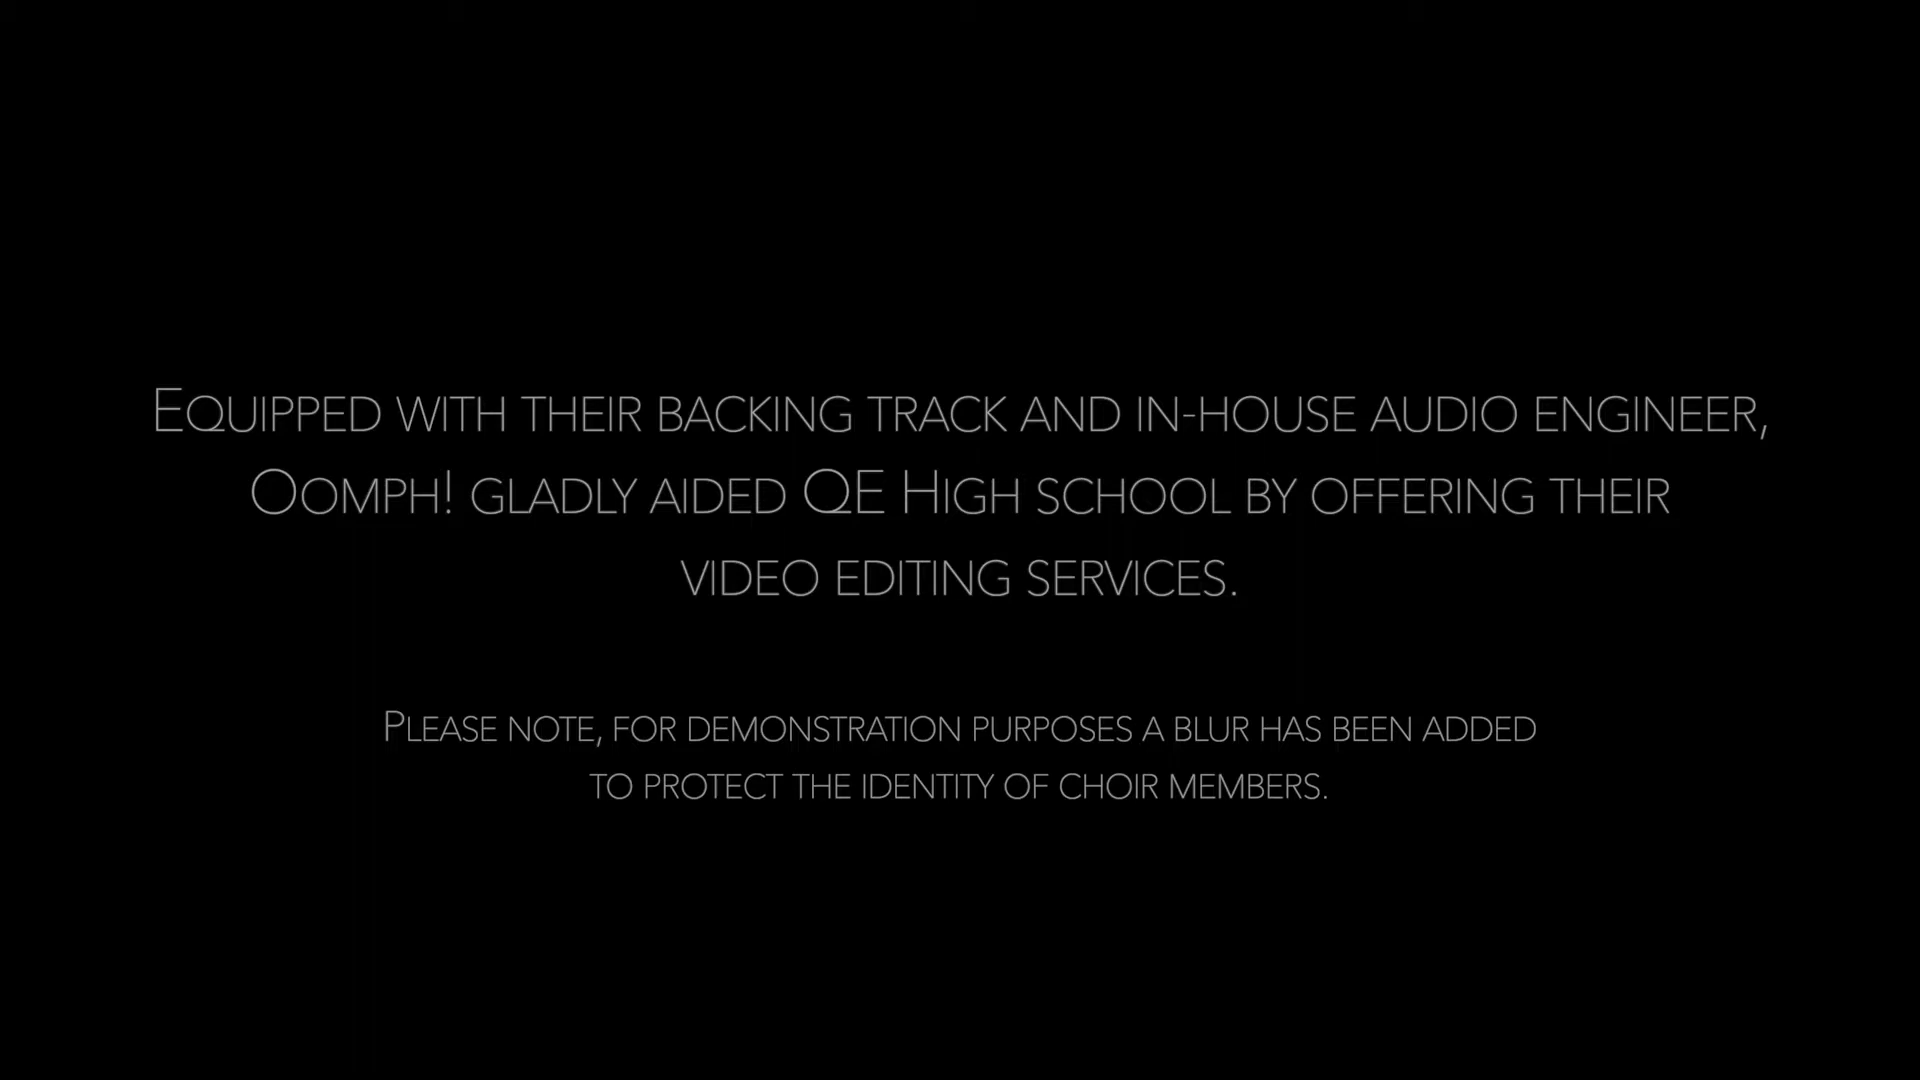 Equipped with their backing track and in-house audio engineer,
Oomph! gladly aided QE High school by offering their
video editing services.
Please note, for demonstration purposes a blur has been added
to protect the identity of choir members.